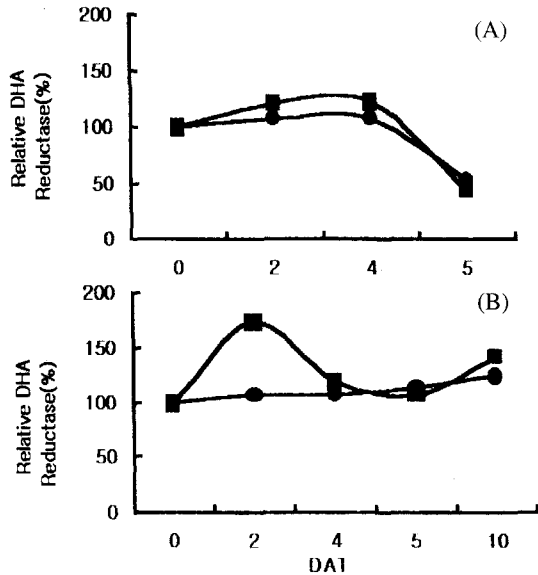 (A)
Relative DHA
Reductase(%)
200
150
100
50
0
0 2 4 5
(B)
Relative DHA
Reductase(%)
200
150
100
50
0
0 2 4 5 10
DAT